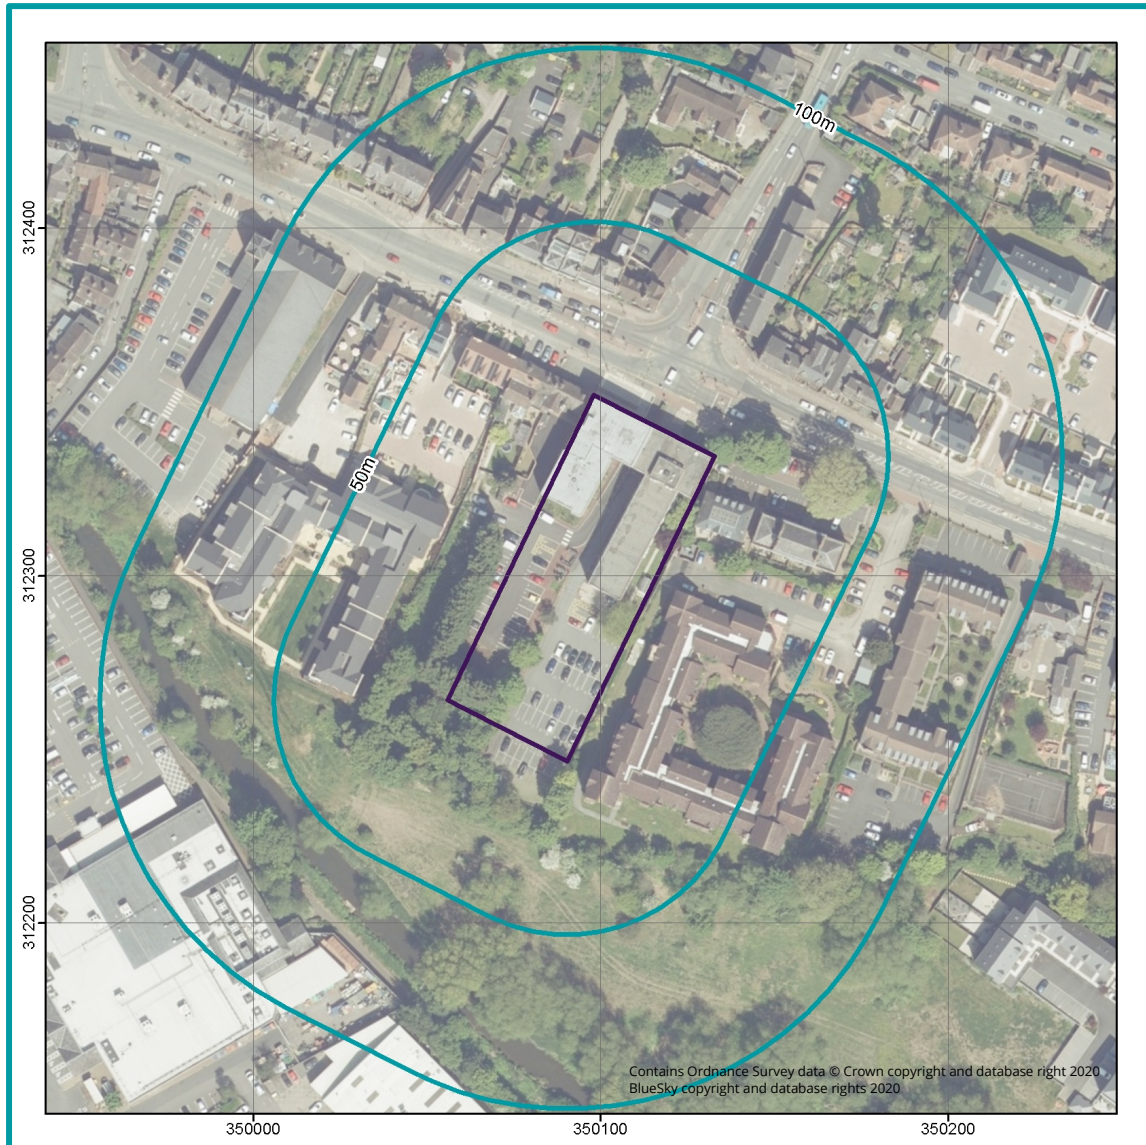 100m
50m
312400
312300
312200
350000
350100
350200
Contains Ordnance Survey data © Crown copyright and database right 2020
BlueSky copyright and database rights 2020